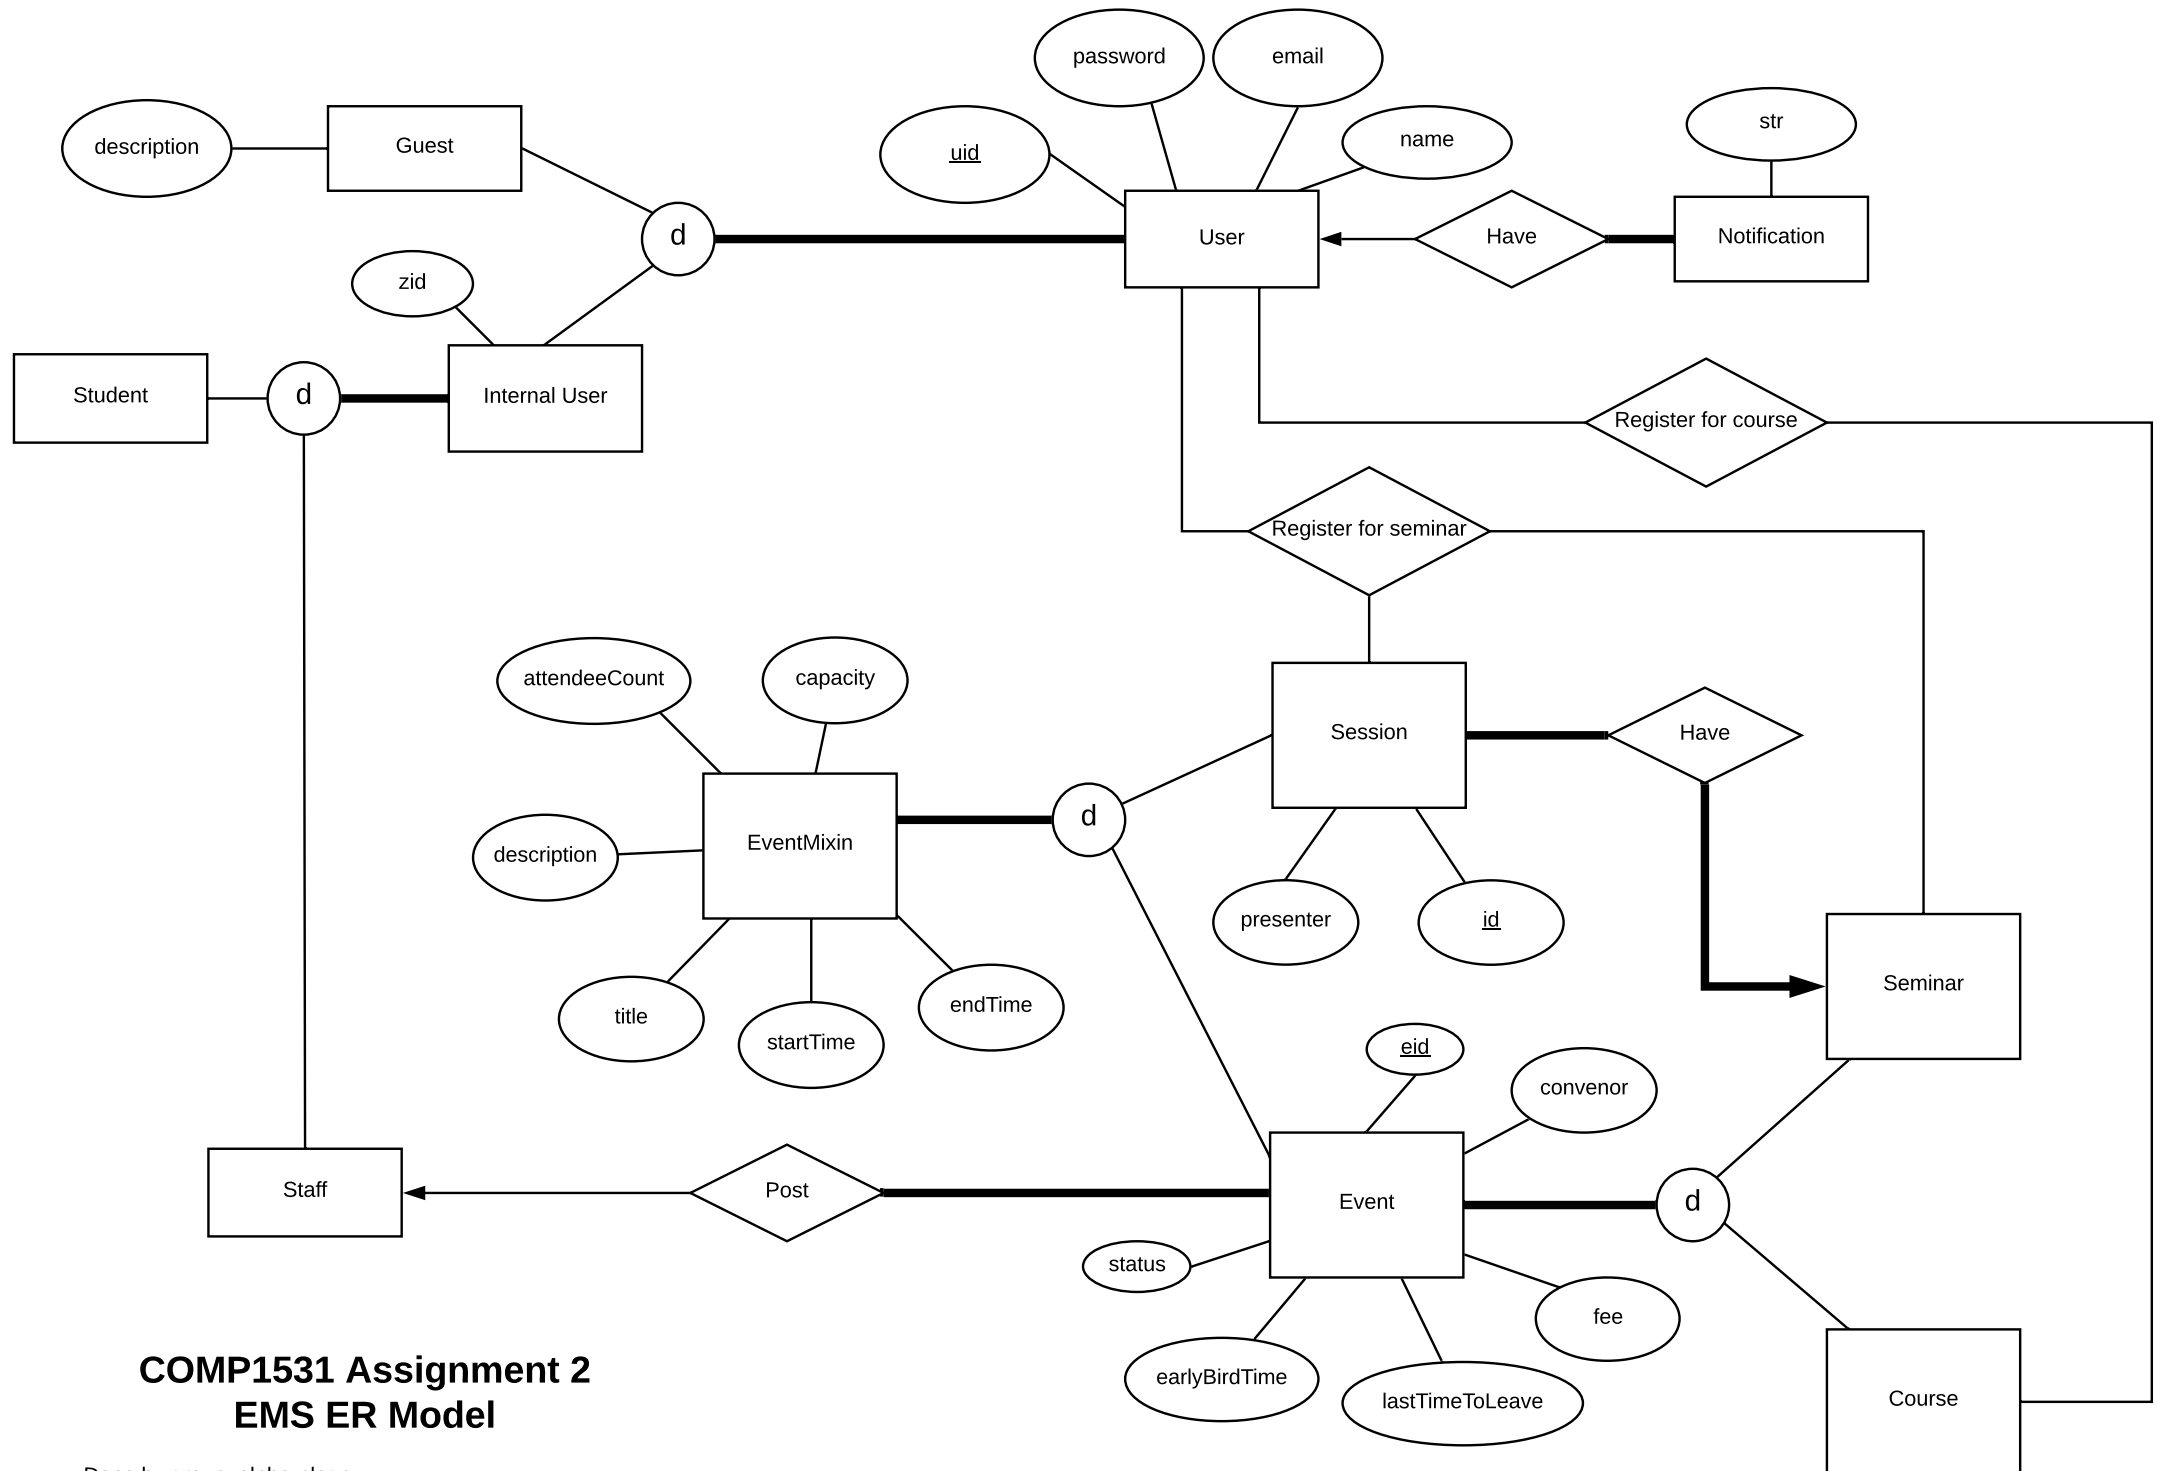 password
email
str
description
Guest
uid
name
User
Have
Notification
d
zid
Student
d
Internal User
Register for course
Register for seminar
attendeeCount
capacity
Session
Have
EventMixin
d
description
presenter
id
title
startTime
endTime
Seminar
eid
convenor
Staff
Post
Event
d
status
fee
earlyBirdTime
lastTimeToLeave
Course
COMP1531 Assignment 2
EMS ER Model